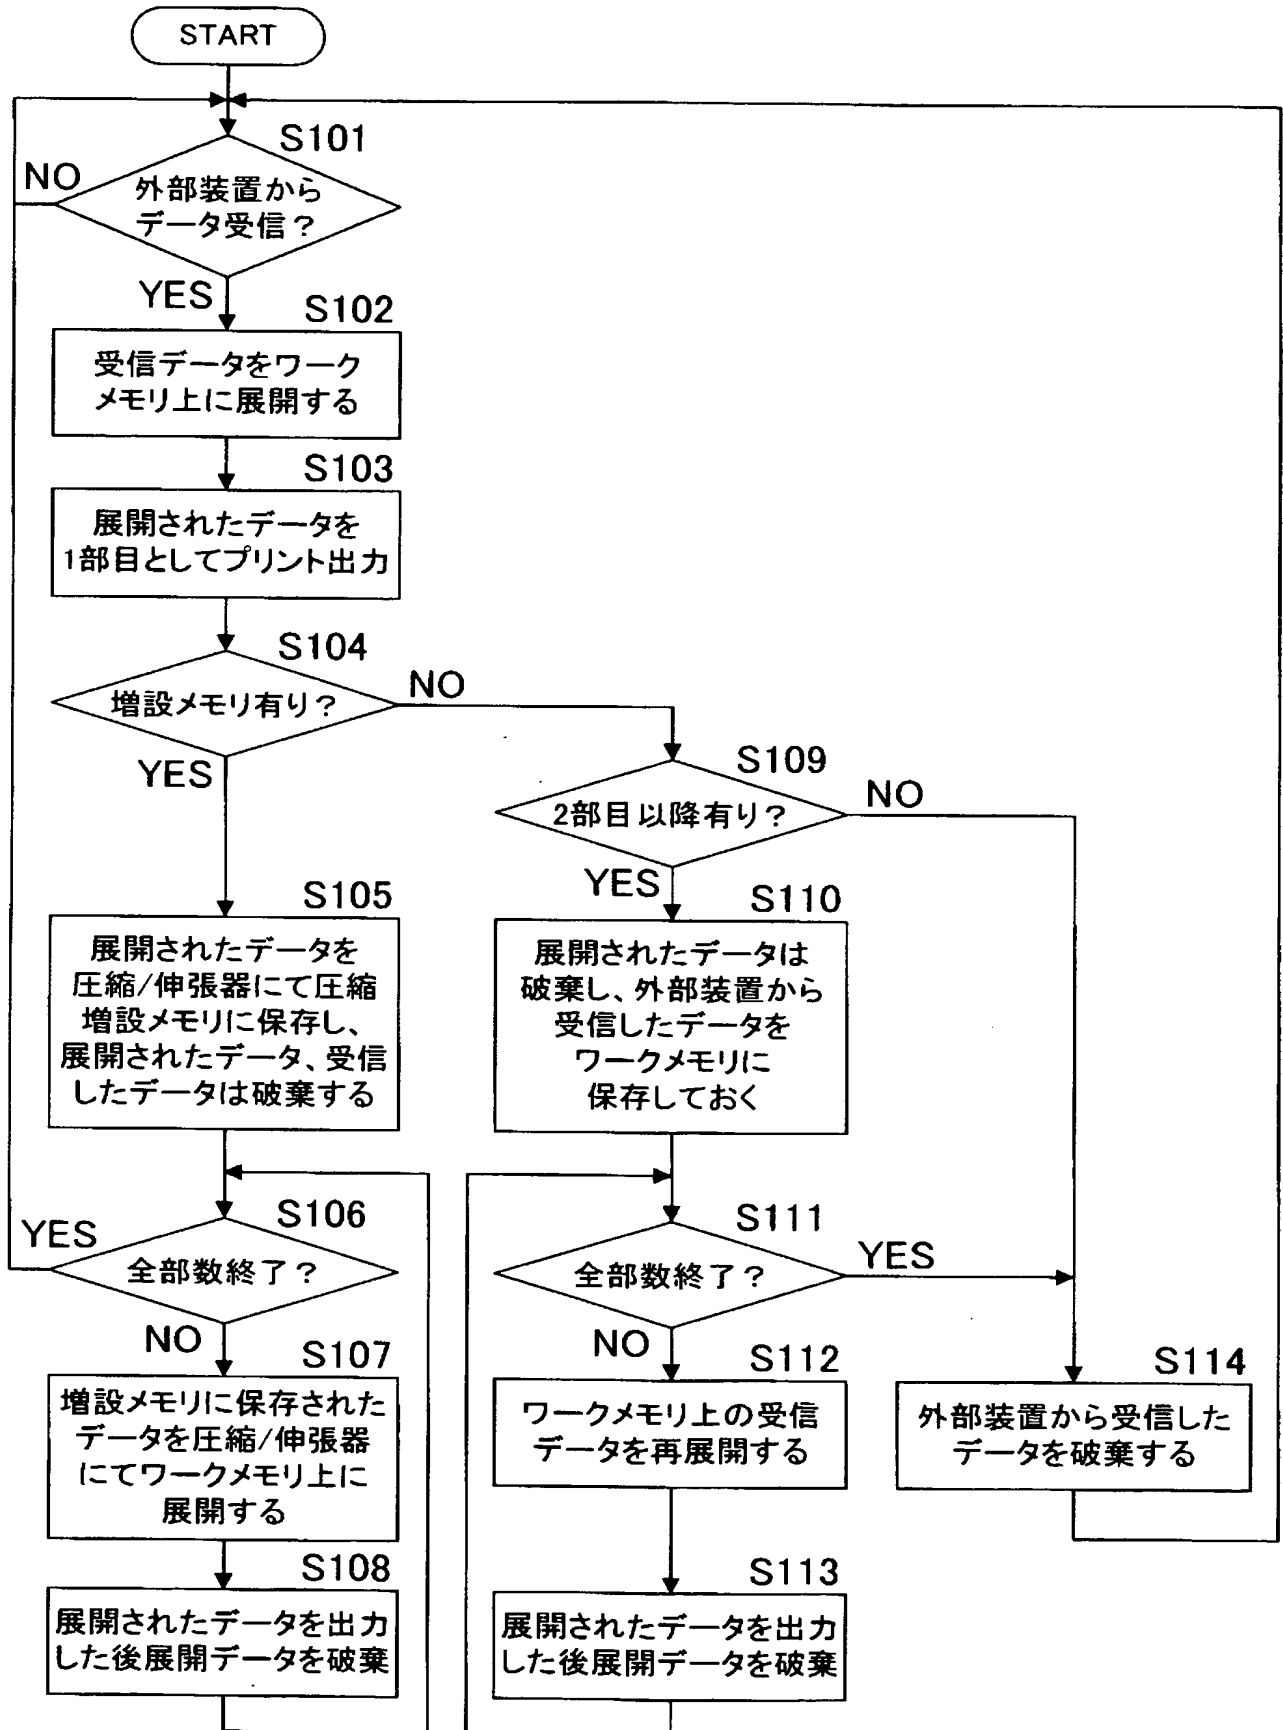 START
S101
NO
外部装置から
データ受信？
YES
S102
受信データをワーク
メモリ上に展開する
S103
展開されたデータを
1部目としてプリント出力
S104
増設メモリ有り？
NO
YES
S109
2部目以降有り？
NO
YES
S105
展開されたデータを
圧縮/伸張器にて圧縮
増設メモリに保存し、
展開されたデータ、受信
したデータは破棄する
S110
展開されたデータは
破棄し、外部装置から
受信したデータを
ワークメモリに
保存しておく
S106
YES
全部数終了？
NO
S111
全部数終了？
YES
NO
S107
増設メモリに保存された
データを圧縮/伸張器
にてワークメモリ上に
展開する
S112
ワークメモリ上の受信
データを再展開する
S114
外部装置から受信した
データを破棄する
S108
展開されたデータを出力
した後展開データを破棄
S113
展開されたデータを出力
した後展開データを破棄